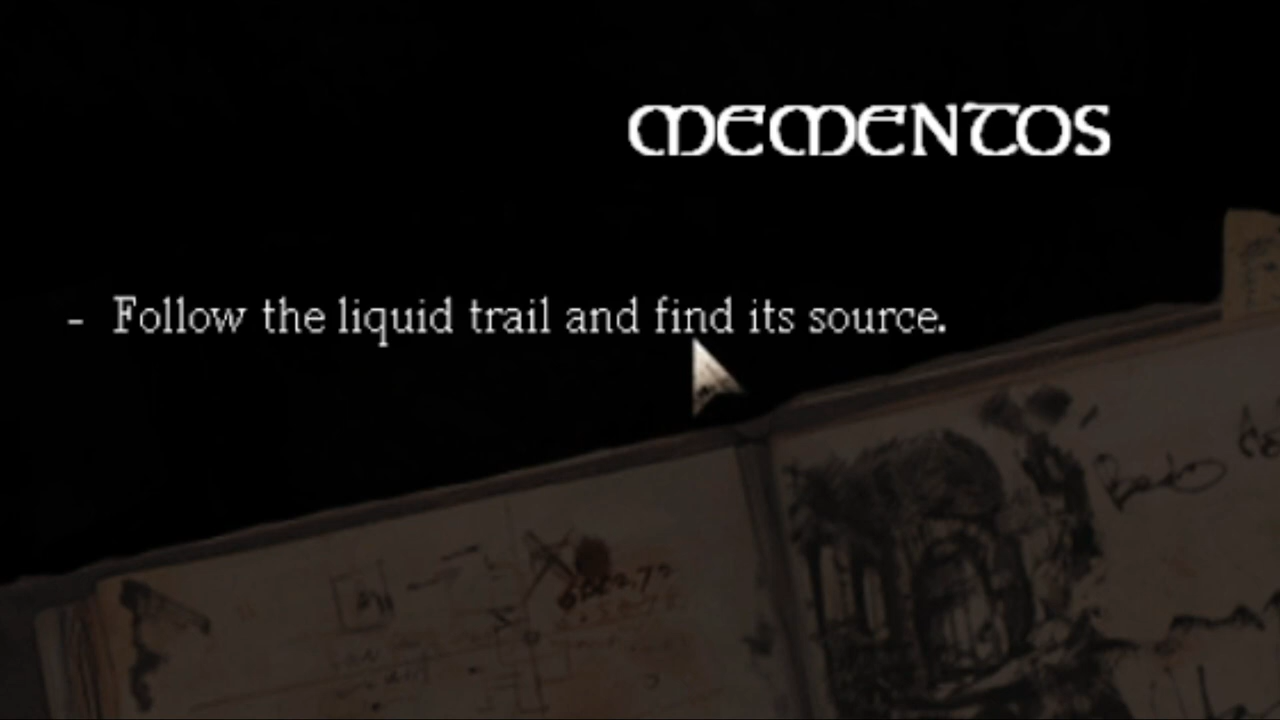 MEMENTOS
- Follow the liquid trail and find its source.